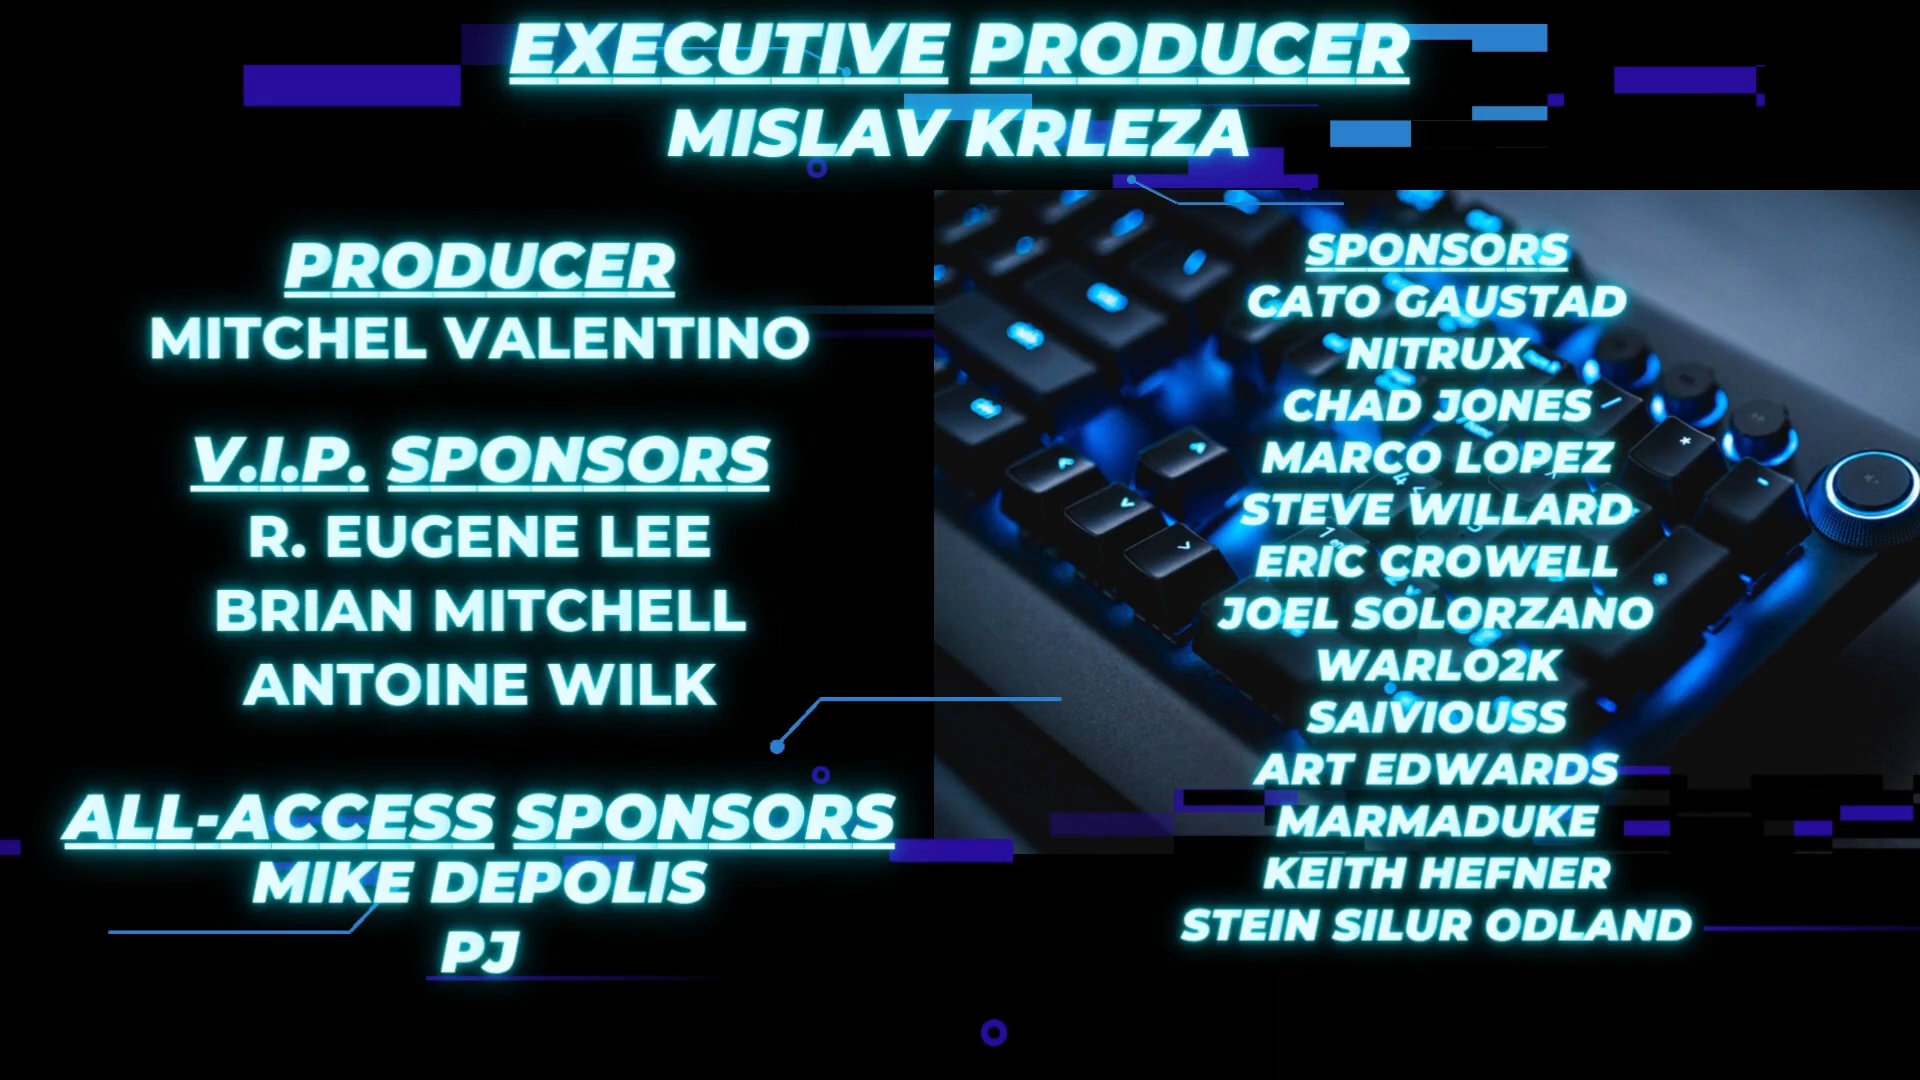 EXECUTIVE PRODUCER
MISLAV KRLEZA
PRODUCER
MITCHEL VALENTINO
V.I.P. SPONSORS
R. EUGENE LEE
BRIAN MITCHELL
ANTOINE WILK
ALL-ACCESS SPONSORS
MIKE DEPOLIS
PJ
SPONSORS
CATO GAUSTAD
NITRUX
CHAD JONES
MARCO LOPEZ
STEVE WILLARD
ERIC CROWELL
JOEL SOLORZANO
WARLO2K
SAIVIOUSS
ART EDWARDS
MARMADUKE
KEITH HEFNER
STEIN SILUR ODLAND